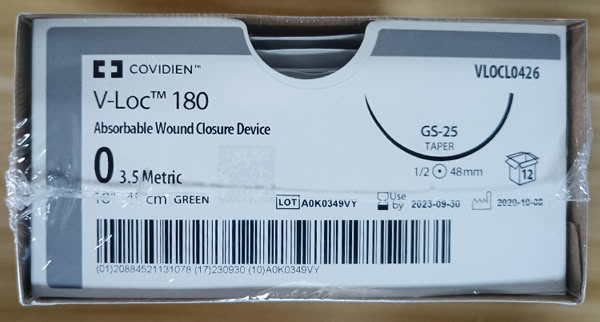 COVIDIEN™
VLOCL0426
V-Loc™ 180
Absorbable Wound Closure Device
GS-25
TAPER
0 3.5 Metric
1/2 48mm
12
cm GREEN
LOT A0K0349VY
Use by 2023-09-30
(01)20884521131078 (17)230930 (10)A0K0349VY